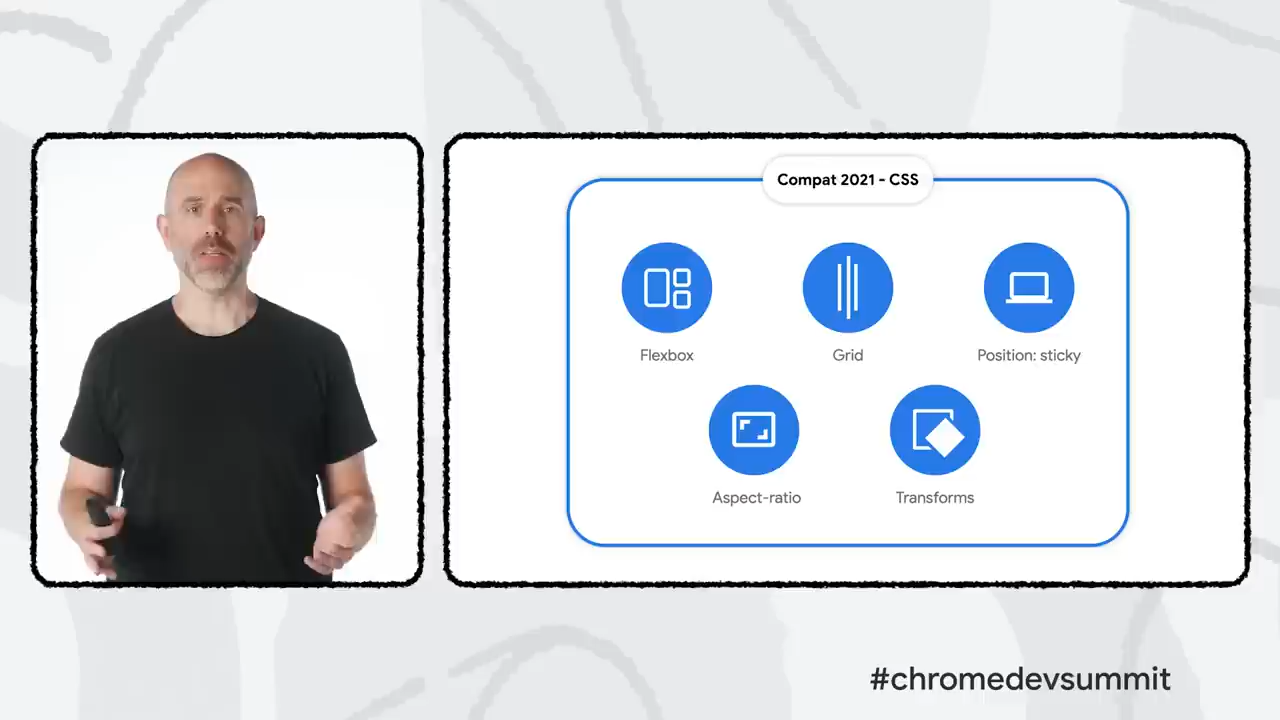 Compat 2021 - CSS
Flexbox
Grid
Position: sticky
Aspect-ratio
Transforms
#chromedevsummit